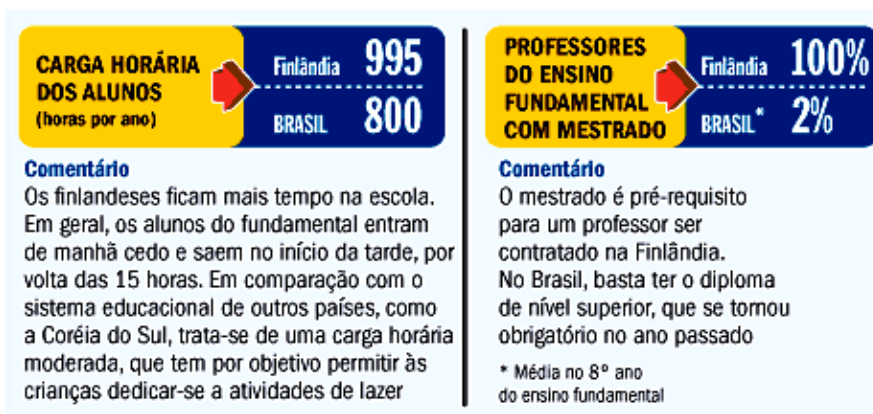 CARGA HORÁRIA
DOS ALUNOS
(horas por ano)
Finlândia 995
BRASIL 800
Comentário
Os finlandeses ficam mais tempo na escola.
Em geral, os alunos do fundamental entram
de manhã cedo e saem no início da tarde, por
volta das 15 horas. Em comparação com o
sistema educacional de outros países, como
a Coréia do Sul, trata-se de uma carga horária
moderada, que tem por objetivo permitir às
crianças dedicar-se a atividades de lazer
PROFESSORES
DO ENSINO
FUNDAMENTAL
COM MESTRADO
Finlândia 100%
BRASIL* 2%
Comentário
O mestrado é pré-requisito
para um professor ser
contratado na Finlândia.
No Brasil, basta ter o diploma
de nível superior, que se tornou
obrigatório no ano passado
* Média no 8º ano
do ensino fundamental